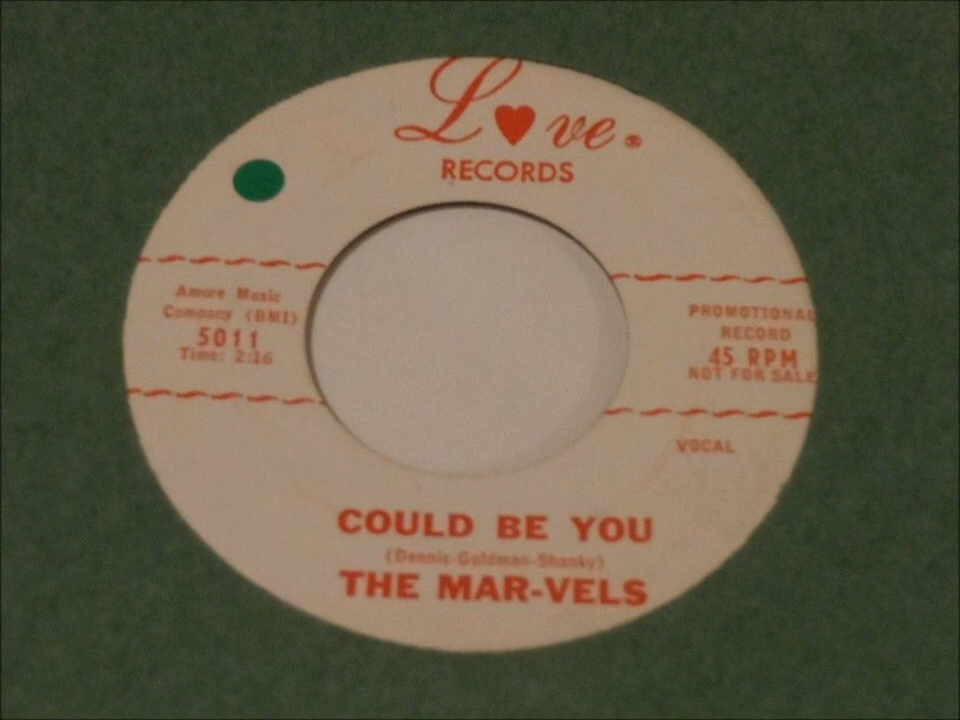 Love®
RECORDS
Amore Music
Company (BMI)
5011
Time: 2:16
PROMOTIONAL
RECORD
45 RPM
NOT FOR SALE
VOCAL
COULD BE YOU
(Dennis-Goldman-Shanky)
THE MAR-VELS